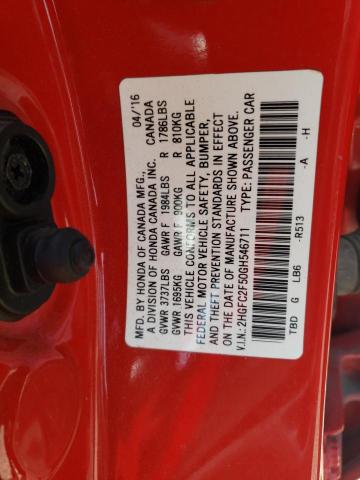 MFD. BY HONDA OF CANADA MFG., 04/'16
A DIVISION OF HONDA CANADA INC. CANADA
GVWR 3737LBS GAWR F 1984LBS R 1786LBS
GVWR 1695KG GAWR F 900KG R 810KG
THIS VEHICLE CONFORMS TO ALL APPLICABLE
FEDERAL MOTOR VEHICLE SAFETY, BUMPER,
AND THEFT PREVENTION STANDARDS IN EFFECT
ON THE DATE OF MANUFACTURE SHOWN ABOVE.
V.I.N.: 2HGFC2F50GH546711 TYPE: PASSENGER CAR
TBD G LB6 -R513 -A -H